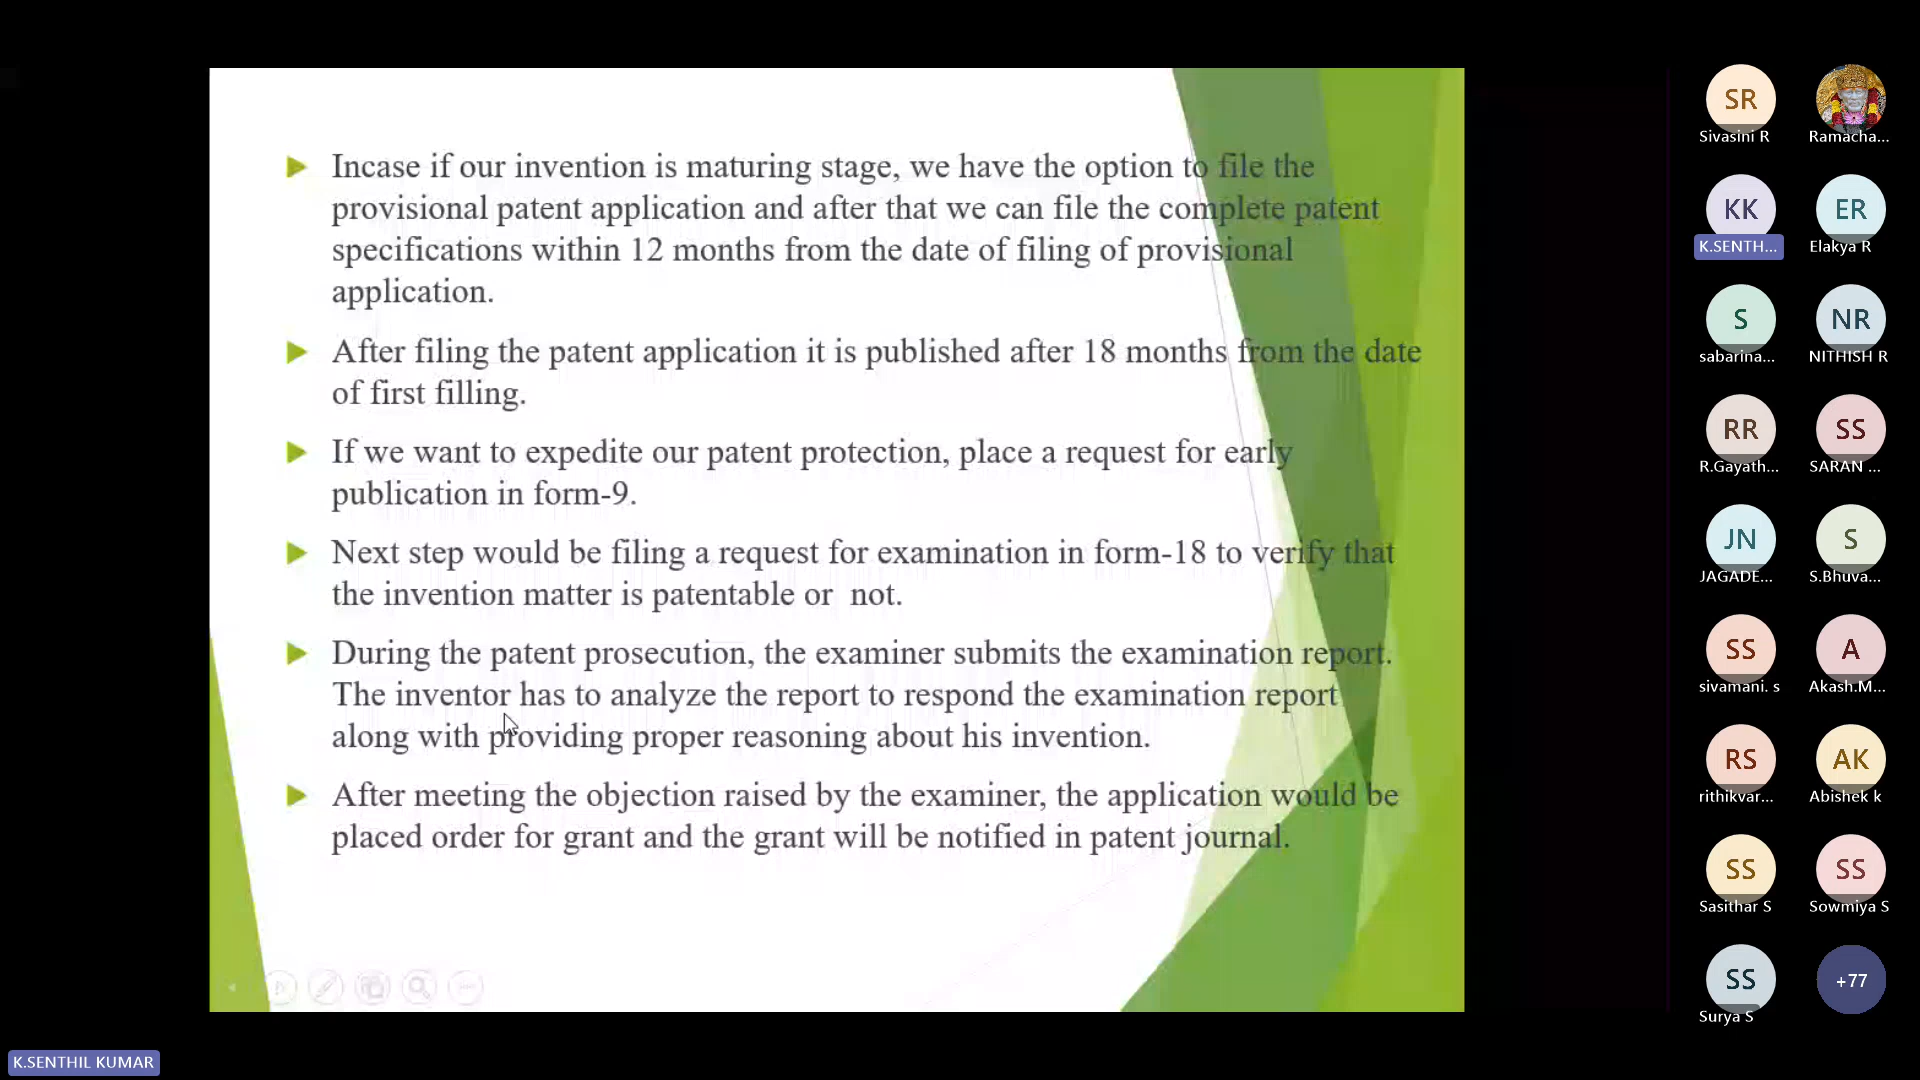 Incase if our invention is maturing stage, we have the option to file the
provisional patent application and after that we can file the complete patent
specifications within 12 months from the date of filing of provisional
application.
After filing the patent application it is published after 18 months from the date
of first filling.
If we want to expedite our patent protection, place a request for early
publication in form-9.
Next step would be filing a request for examination in form-18 to verify that
the invention matter is patentable or  not.
During the patent prosecution, the examiner submits the examination report.
The inventor has to analyze the report to respond the examination report
along with providing proper reasoning about his invention.
After meeting the objection raised by the examiner, the application would be
placed order for grant and the grant will be notified in patent journal.
SR
Sivasini R
Ramacha...
KK
K.SENTH...
ER
Elakya R
S
sabarina...
NR
NITHISH R
RR
R.Gayath...
SS
SARAN ...
JN
JAGADE...
S
S.Bhuva...
SS
sivamani. s
A
Akash.M...
RS
rithikvar...
AK
Abishek k
SS
Sasithar S
SS
Sowmiya S
SS
Surya S
+77
K.SENTHIL KUMAR